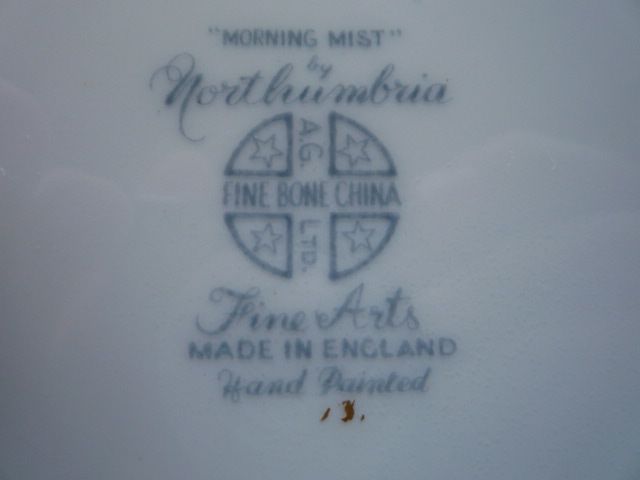 "MORNING MIST"
by
Northumbria
A.G.
FINE BONE CHINA
LTD.
Fine Arts
MADE IN ENGLAND
Hand Painted